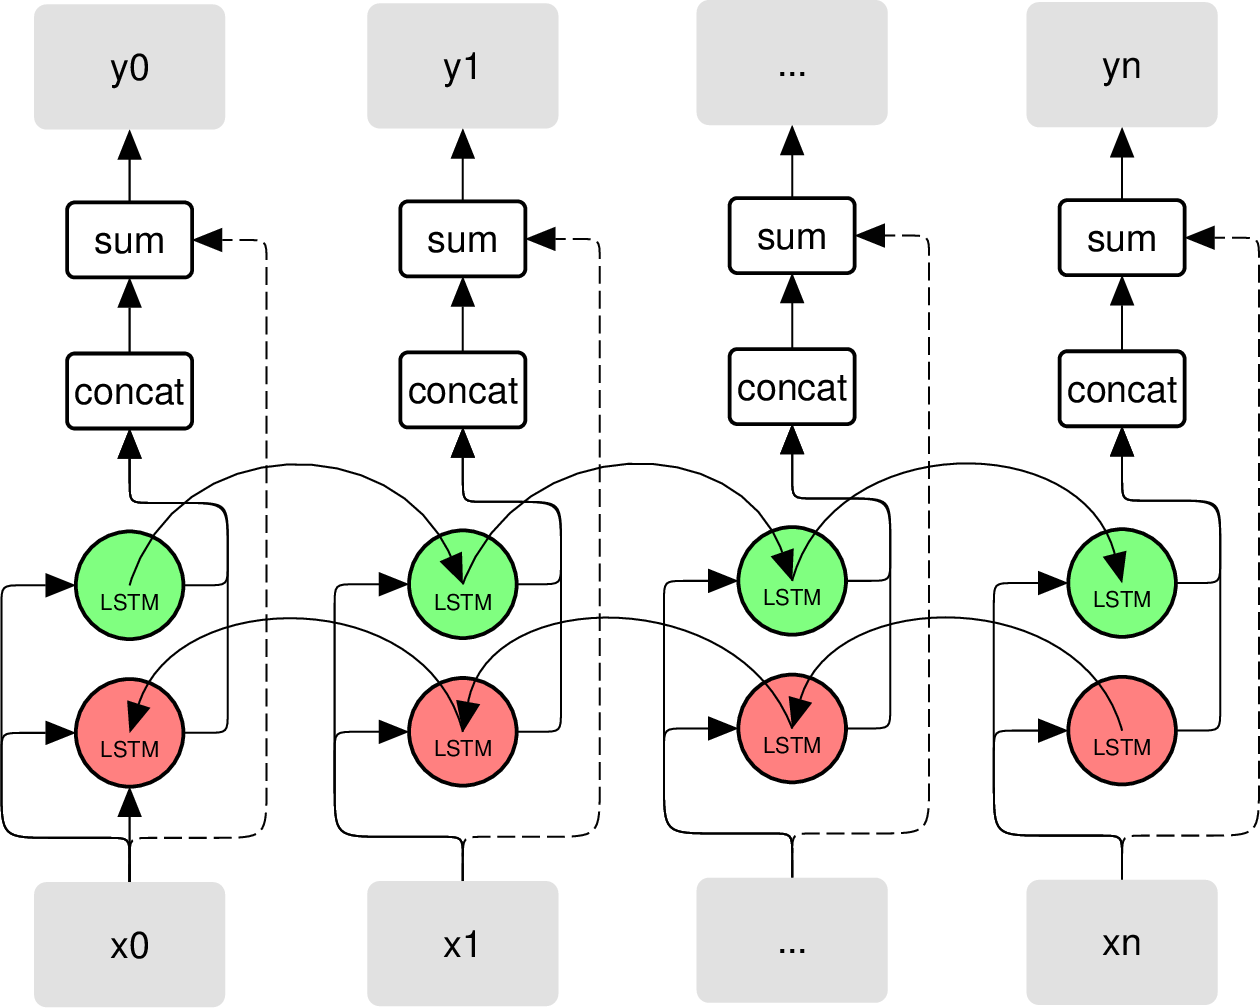 y0 y1 ... yn
sum sum sum sum
concat concat concat concat
LSTM LSTM LSTM LSTM
LSTM LSTM LSTM LSTM
x0 x1 ... xn